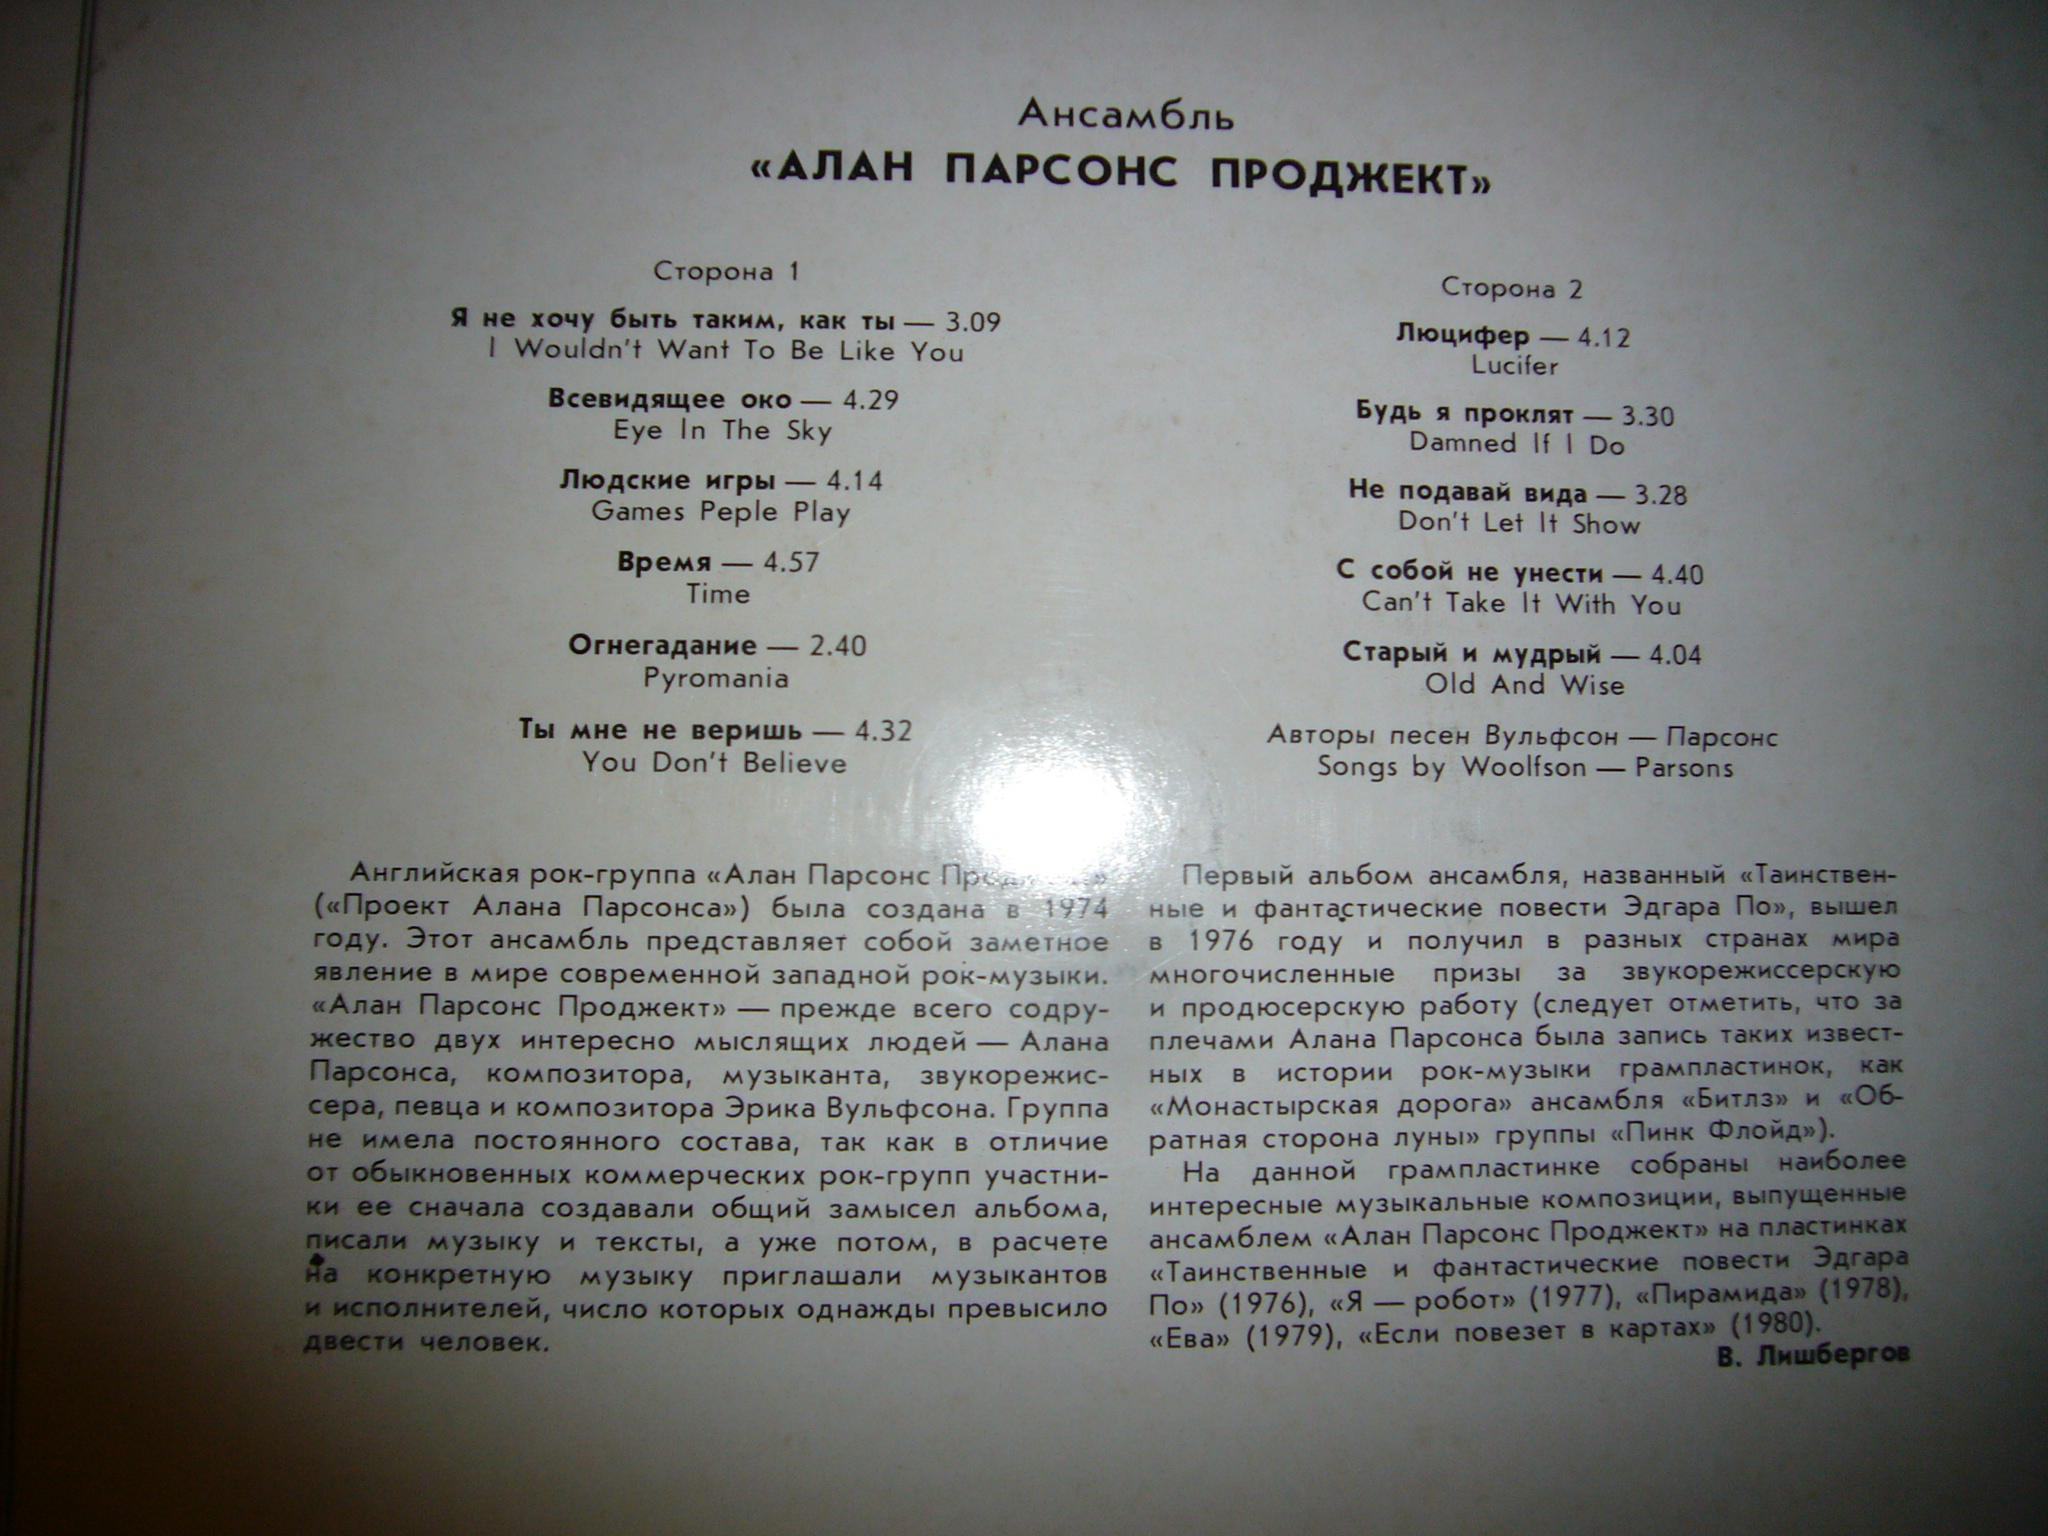 Ансамбль
«АЛАН ПАРСОНС ПРОДЖЕКТ»
Сторона 1
Я не хочу быть таким, как ты — 3.09
I Wouldn't Want To Be Like You
Всевидящее око — 4.29
Eye In The Sky
Людские игры — 4.14
Games Peple Play
Время — 4.57
Time
Огнегадание — 2.40
Pyromania
Ты мне не веришь — 4.32
You Don't Believe
Сторона 2
Люцифер — 4.12
Lucifer
Будь я проклят — 3.30
Damned If I Do
Не подавай вида — 3.28
Don't Let It Show
С собой не унести — 4.40
Can't Take It With You
Старый и мудрый — 4.04
Old And Wise
Авторы песен Вульфсон — Парсонс
Songs by Woolfson — Parsons
Английская рок-группа «Алан Парсонс
(«Проект Алана Парсонса») была создана в 1974
году. Этот ансамбль представляет собой заметное
явление в мире современной западной рок-музыки.
«Алан Парсонс Проджект» — прежде всего содру-
жество двух интересно мыслящих людей — Алана
Парсонса, композитора, музыканта, звукорежис-
сера, певца и композитора Эрика Вульфсона. Группа
не имела постоянного состава, так как в отличие
от обыкновенных коммерческих рок-групп участни-
ки ее сначала создавали общий замысел альбома,
писали музыку и тексты, а уже потом, в расчете
на конкретную музыку приглашали музыкантов
и исполнителей, число которых однажды превысило
двести человек.
Первый альбом ансамбля, названный «Таинствен-
ные и фантастические повести Эдгара По», вышел
в 1976 году и получил в разных странах мира
многочисленные призы за звукорежиссерскую
и продюсерскую работу (следует отметить, что за
плечами Алана Парсонса была запись таких извест-
ных в истории рок-музыки грампластинок, как
«Монастырская дорога» ансамбля «Битлз» и «Об-
ратная сторона луны» группы «Пинк Флойд»).
На данной грампластинке собраны наиболее
интересные музыкальные композиции, выпущенные
ансамблем «Алан Парсонс Проджект» на пластинках
«Таинственные и фантастические повести Эдгара
По» (1976), «Я — робот» (1977), «Пирамида» (1978),
«Ева» (1979), «Если повезет в картах» (1980).
В. Лишбергов